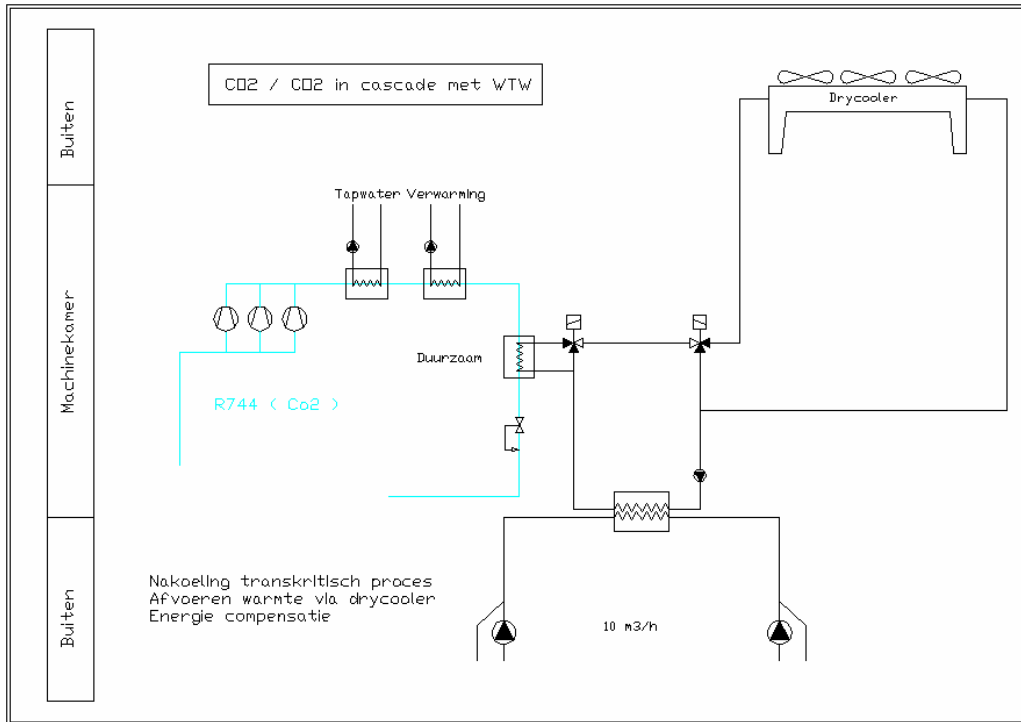 Buiten
CO2 / CO2 in cascade met WTW
Drycooler
Tapwater Verwarming
Machinekamer
Duurzaam
R744 ( Co2 )
Buiten
Nakoeling transkritisch proces
Afvoeren warmte via drycooler
Energie compensatie
10 m3/h